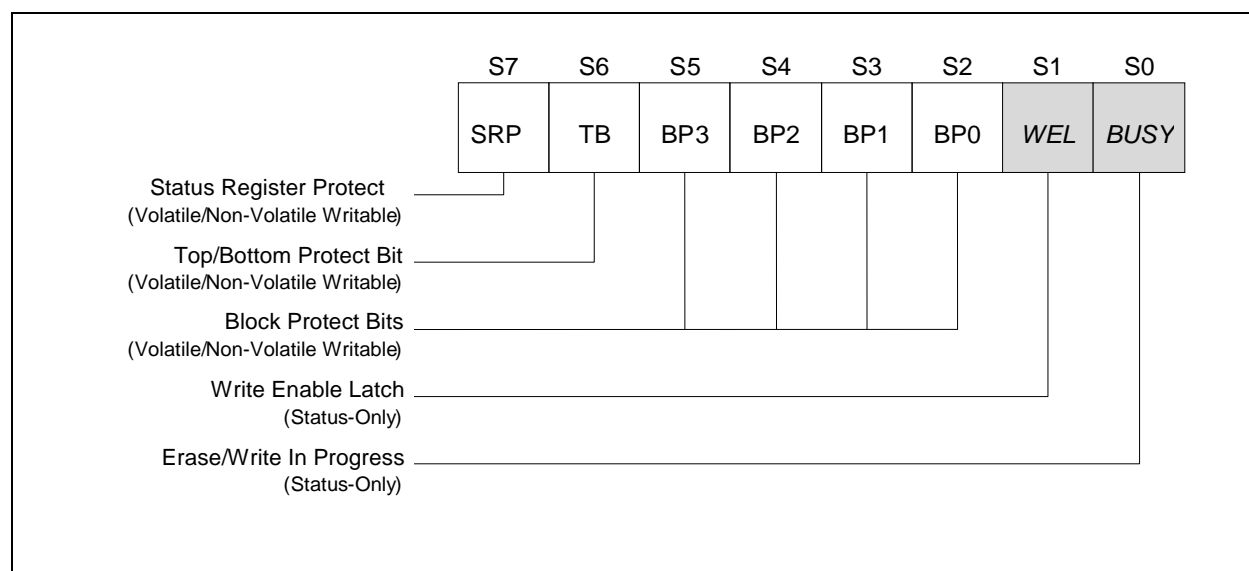 S7 S6 S5 S4 S3 S2 S1 S0
SRP TB BP3 BP2 BP1 BP0 WEL BUSY
Status Register Protect
(Volatile/Non-Volatile Writable)
Top/Bottom Protect Bit
(Volatile/Non-Volatile Writable)
Block Protect Bits
(Volatile/Non-Volatile Writable)
Write Enable Latch
(Status-Only)
Erase/Write In Progress
(Status-Only)